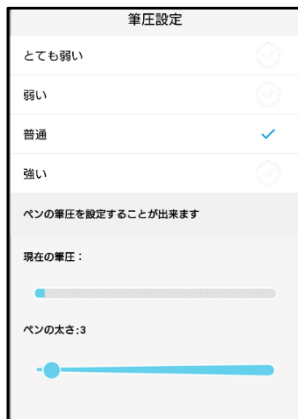 筆圧設定
とても弱い
弱い
普通
強い
ペンの筆圧を設定することが出来ます
現在の筆圧：
ペンの太さ:3